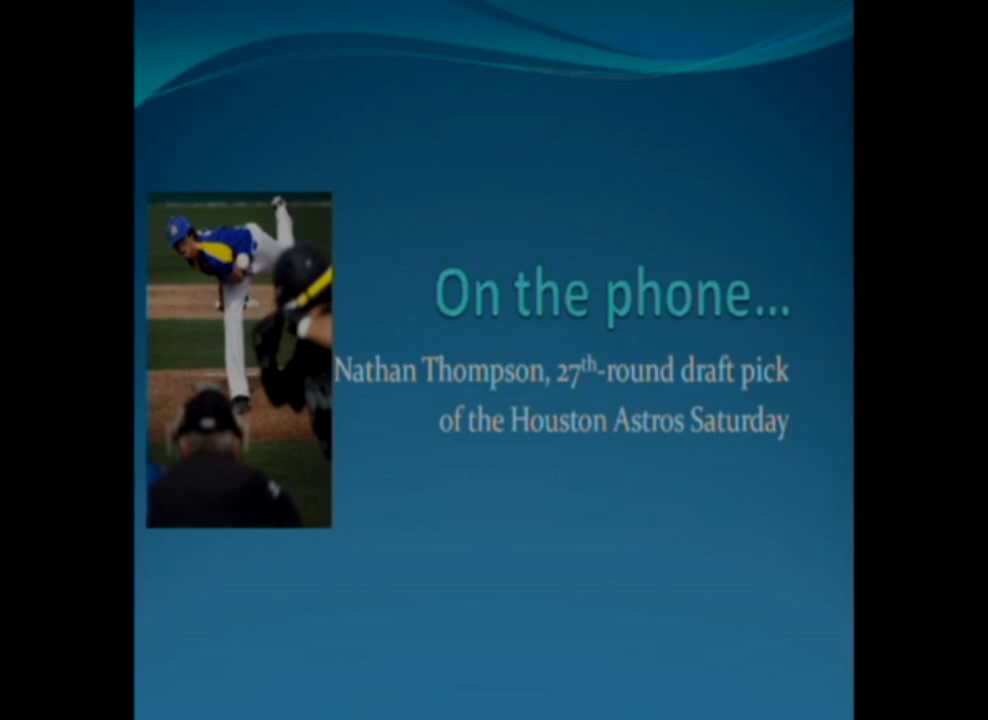 On the phone...
Nathan Thompson, 27th-round draft pick
of the Houston Astros Saturday